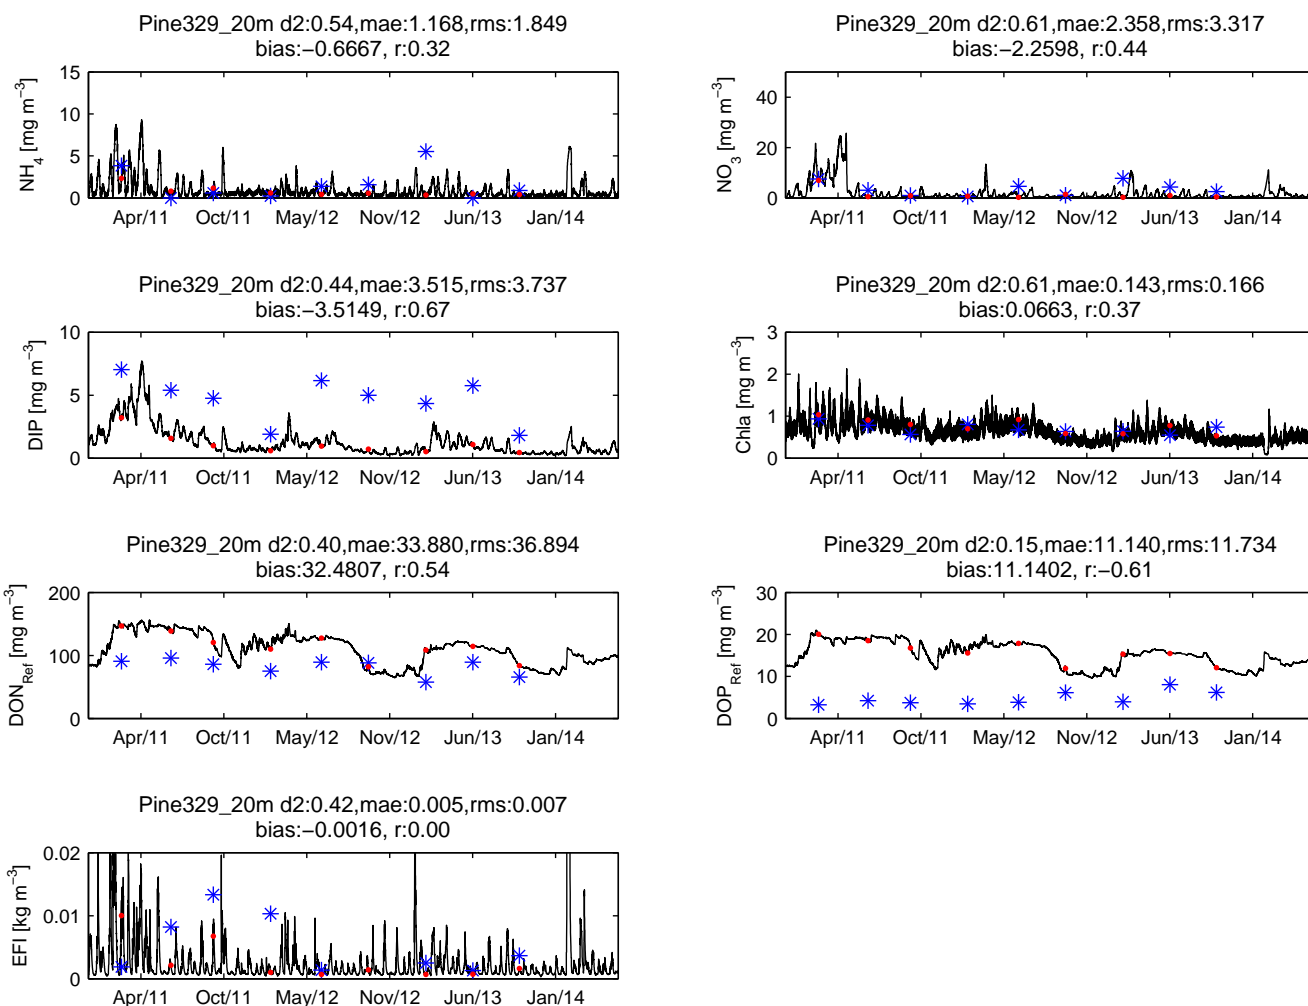 Pine329_20m d2:0.54,mae:1.168,rms:1.849
bias:−0.6667, r:0.32
NH4 [mg m−3]
15
10
5
0
Apr/11 Oct/11 May/12 Nov/12 Jun/13 Jan/14
Pine329_20m d2:0.61,mae:2.358,rms:3.317
bias:−2.2598, r:0.44
NO3 [mg m−3]
40
20
0
Apr/11 Oct/11 May/12 Nov/12 Jun/13 Jan/14
Pine329_20m d2:0.44,mae:3.515,rms:3.737
bias:−3.5149, r:0.67
DIP [mg m−3]
10
5
0
Apr/11 Oct/11 May/12 Nov/12 Jun/13 Jan/14
Pine329_20m d2:0.61,mae:0.143,rms:0.166
bias:0.0663, r:0.37
Chla [mg m−3]
3
2
1
0
Apr/11 Oct/11 May/12 Nov/12 Jun/13 Jan/14
Pine329_20m d2:0.40,mae:33.880,rms:36.894
bias:32.4807, r:0.54
DONRef [mg m−3]
200
100
0
Apr/11 Oct/11 May/12 Nov/12 Jun/13 Jan/14
Pine329_20m d2:0.15,mae:11.140,rms:11.734
bias:11.1402, r:−0.61
DOPRef [mg m−3]
30
20
10
0
Apr/11 Oct/11 May/12 Nov/12 Jun/13 Jan/14
Pine329_20m d2:0.42,mae:0.005,rms:0.007
bias:−0.0016, r:0.00
EFI [kg m−3]
0.02
0.01
0
Apr/11 Oct/11 May/12 Nov/12 Jun/13 Jan/14